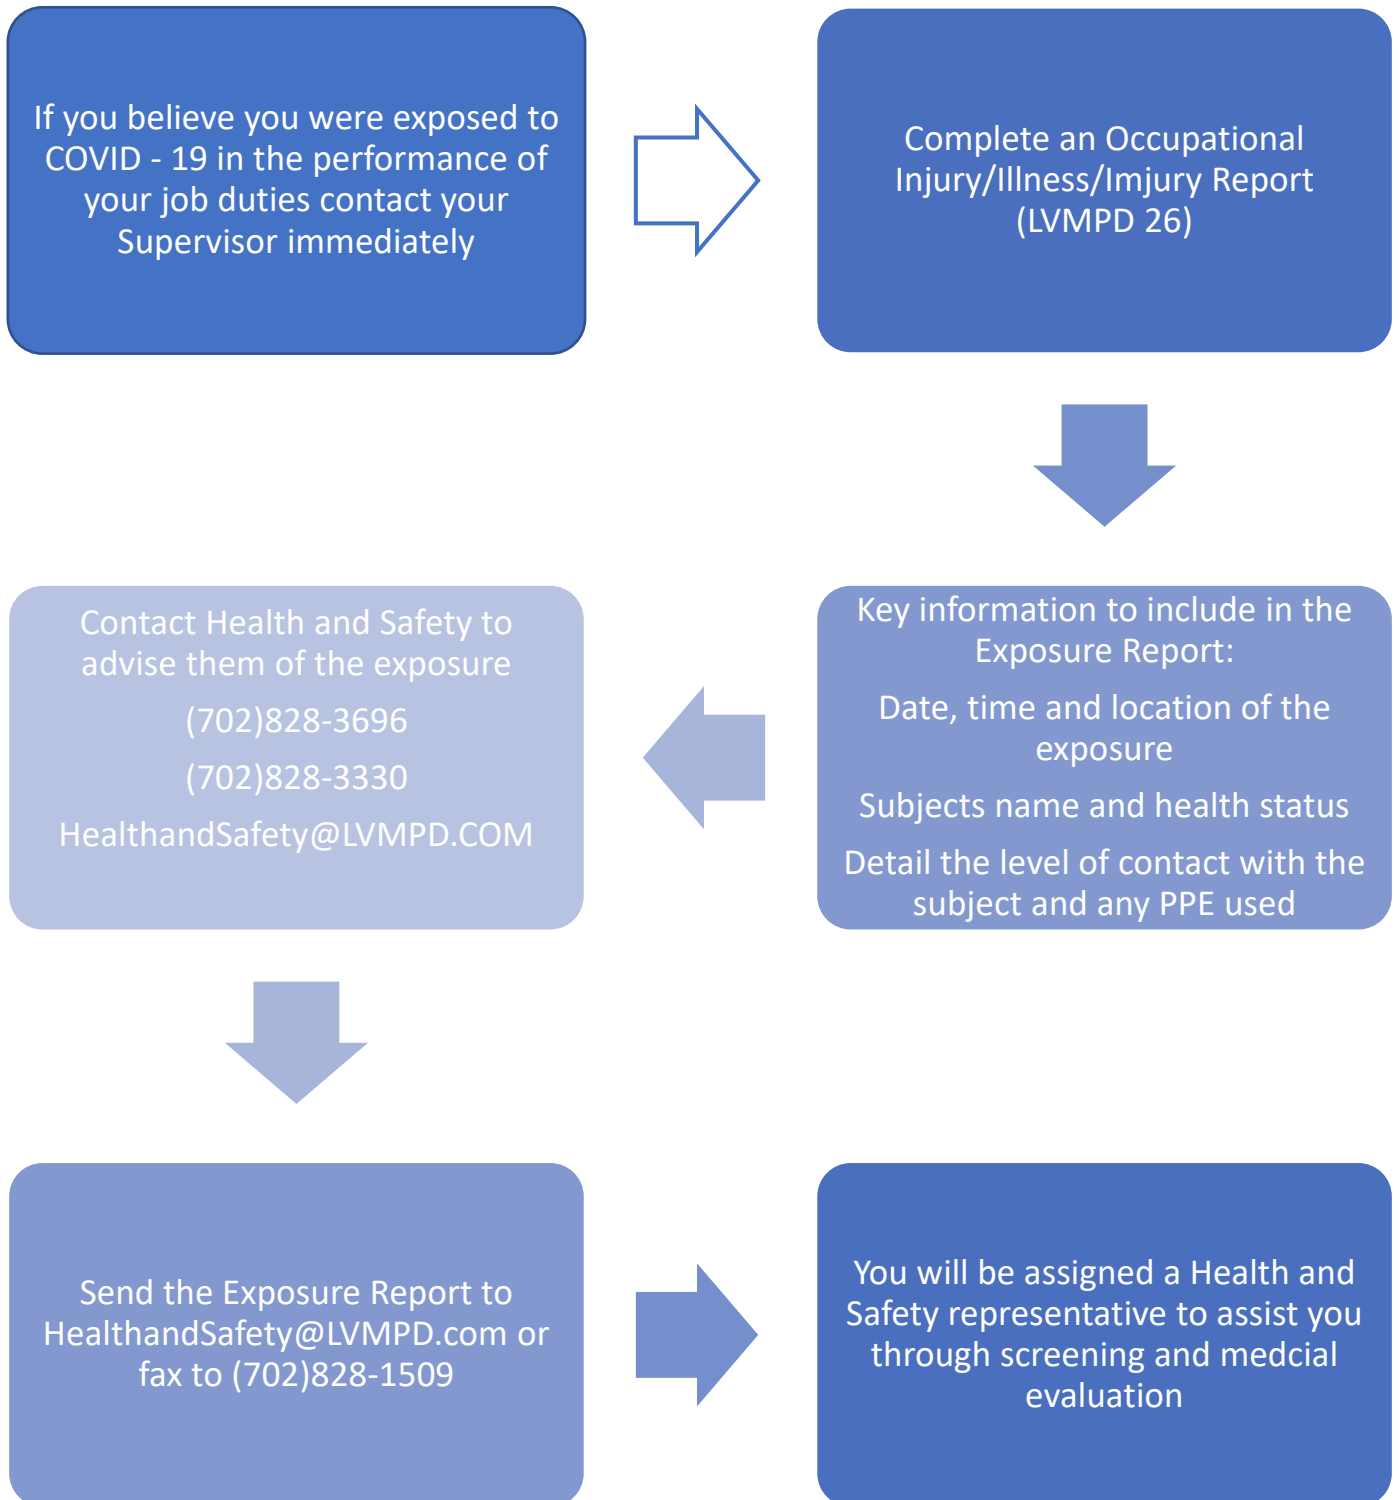 If you believe you were exposed to
COVID - 19 in the performance of
your job duties contact your
Supervisor immediately
Complete an Occupational
Injury/Illness/Imjury Report
(LVMPD 26)
Key information to include in the
Exposure Report:
Date, time and location of the
exposure
Subjects name and health status
Detail the level of contact with the
subject and any PPE used
Contact Health and Safety to
advise them of the exposure
(702)828-3696
(702)828-3330
HealthandSafety@LVMPD.COM
Send the Exposure Report to
HealthandSafety@LVMPD.com or
fax to (702)828-1509
You will be assigned a Health and
Safety representative to assist you
through screening and medcial
evaluation